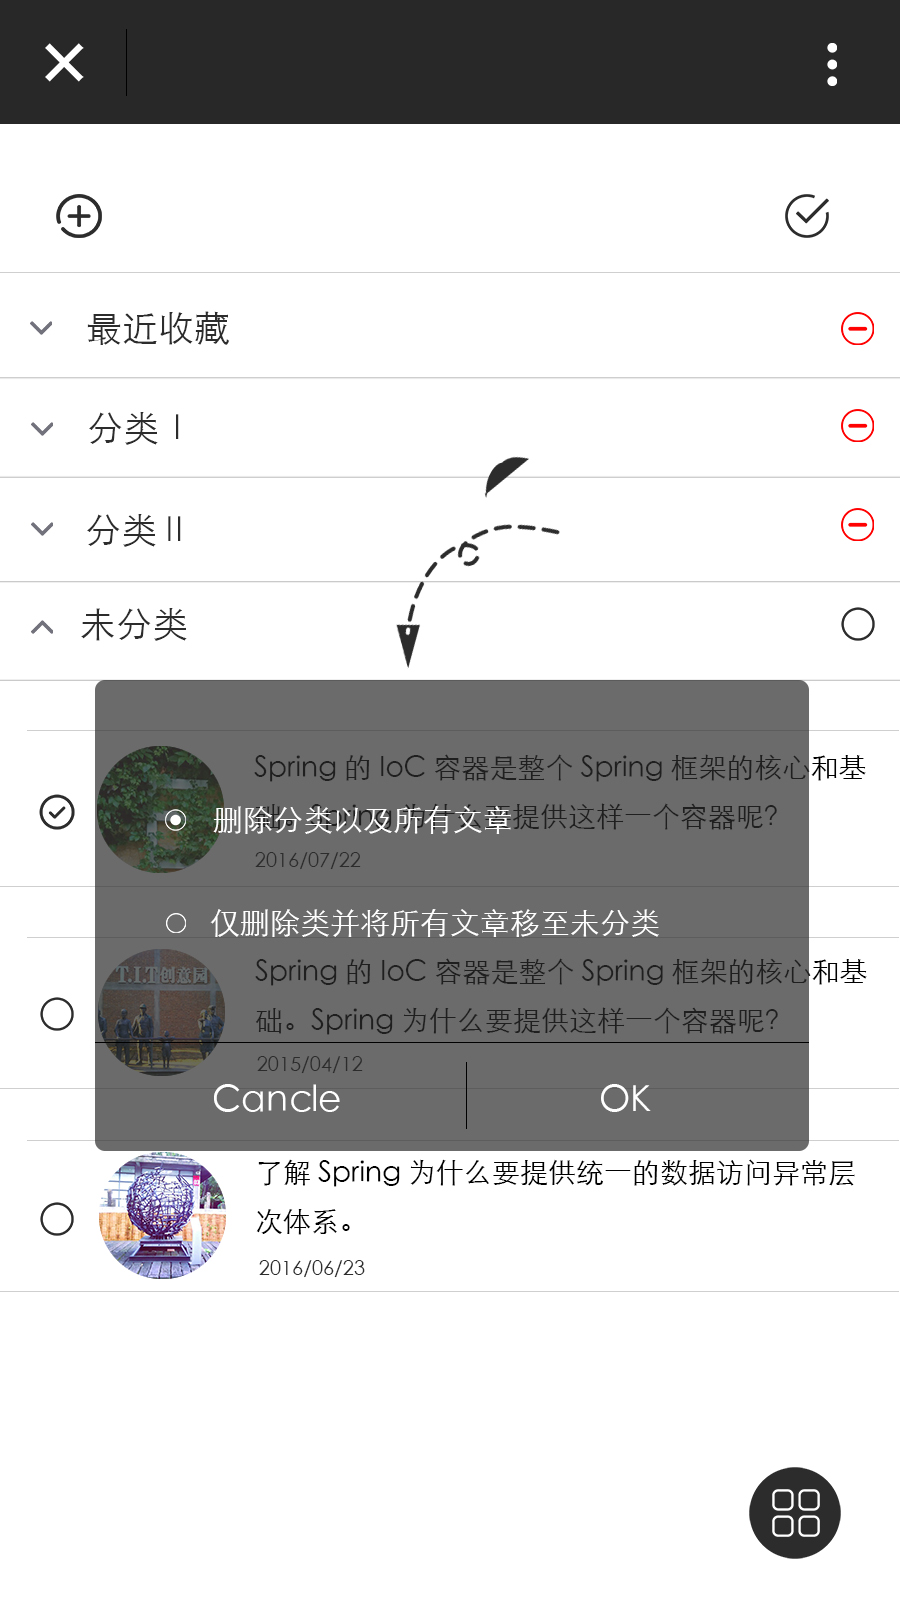 最近收藏
分类 I
分类 II
未分类
Spring 的 IoC 容器是整个 Spring 框架的核心和基
础。Spring 为什么要提供这样一个容器呢?
删除分类以及所有文章
2016/07/22
仅删除类并将所有文章移至未分类
T.I.T创意园
Spring 的 IoC 容器是整个 Spring 框架的核心和基
础。Spring 为什么要提供这样一个容器呢?
2015/04/12
Cancle
OK
了解 Spring 为什么要提供统一的数据访问异常层
次体系。
2016/06/23